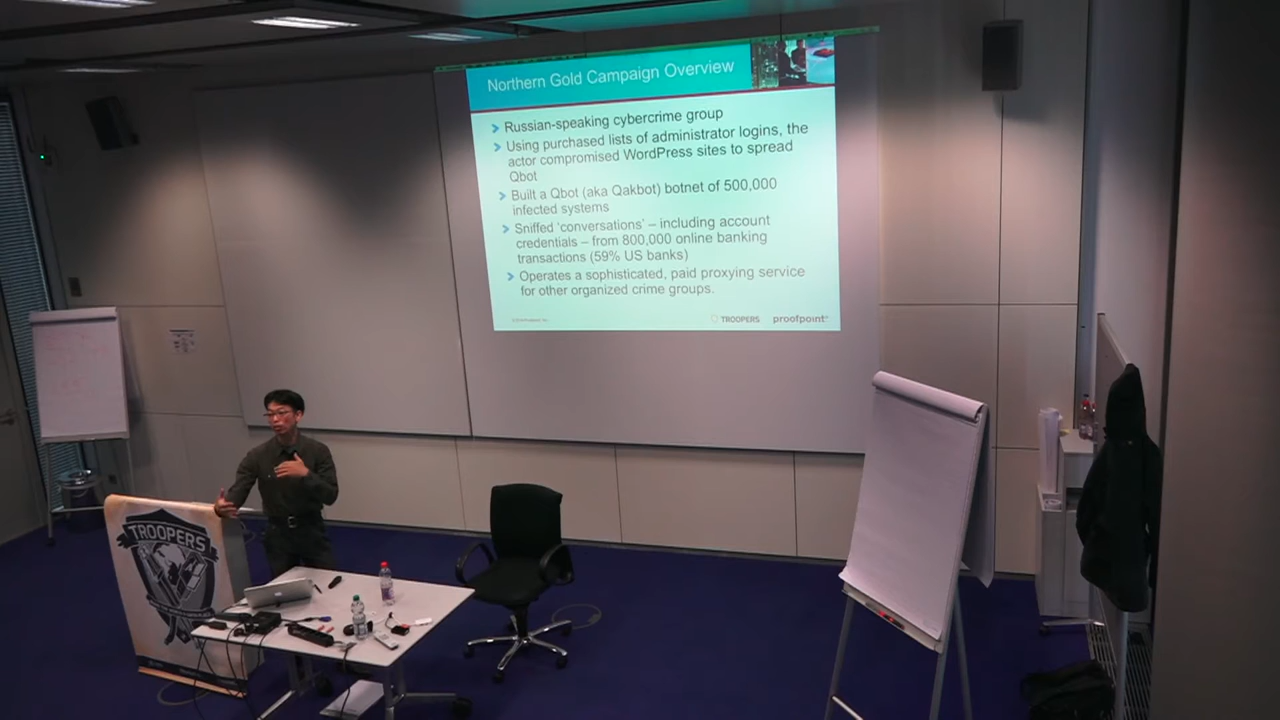 Northern Gold Campaign Overview
Russian-speaking cybercrime group
Using purchased lists of administrator logins, the
actor compromised WordPress sites to spread
Qbot
Built a Qbot (aka Qakbot) botnet of 500,000
infected systems
Sniffed 'conversations' – including account
credentials – from 800,000 online banking
transactions (59% US banks)
Operates a sophisticated, paid proxying service
for other organized crime groups.
TROOPERS
proofpoint
TROOPERS